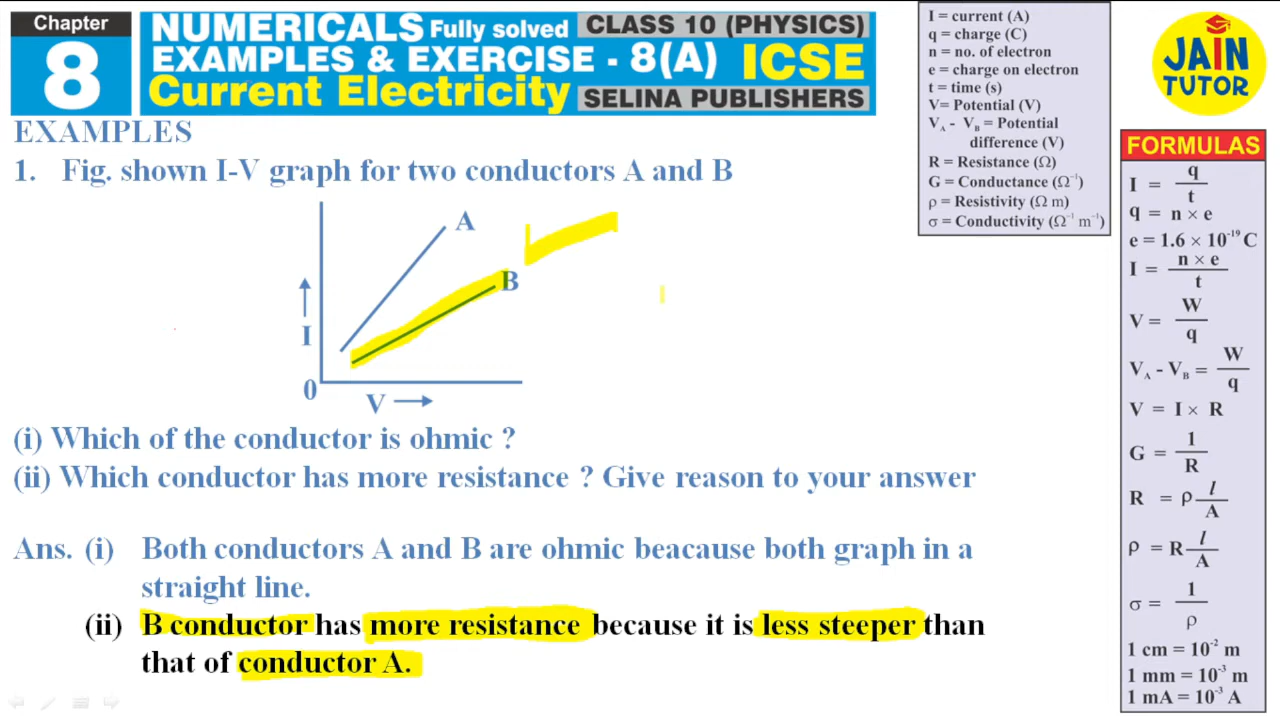 Chapter
8
NUMERICALS Fully solved
EXAMPLES & EXERCISE - 8(A)
Current Electricity
CLASS 10 (PHYSICS)
ICSE
SELINA PUBLISHERS
I = current (A)
q = charge (C)
n = no. of electron
e = charge on electron
t = time (s)
V= Potential (V)
V_A - V_B = Potential
difference (V)
R = Resistance (Ω)
G = Conductance (Ω⁻¹)
ρ = Resistivity (Ω m)
σ = Conductivity (Ω⁻¹ m⁻¹)
JAIN
TUTOR
EXAMPLES
1. Fig. shown I-V graph for two conductors A and B
A
B
I
0
V
(i) Which of the conductor is ohmic ?
(ii) Which conductor has more resistance ? Give reason to your answer
Ans. (i) Both conductors A and B are ohmic beacause both graph in a
straight line.
(ii) B conductor has more resistance because it is less steeper than
that of conductor A.
FORMULAS
I = q/t
q = n × e
e = 1.6 × 10⁻¹⁹ C
I = n × e/t
V = W/q
V_A - V_B = W/q
V = I × R
G = 1/R
R = ρ l/A
ρ = R l/A
σ = 1/ρ
1 cm = 10⁻² m
1 mm = 10⁻³ m
1 mA = 10⁻³ A